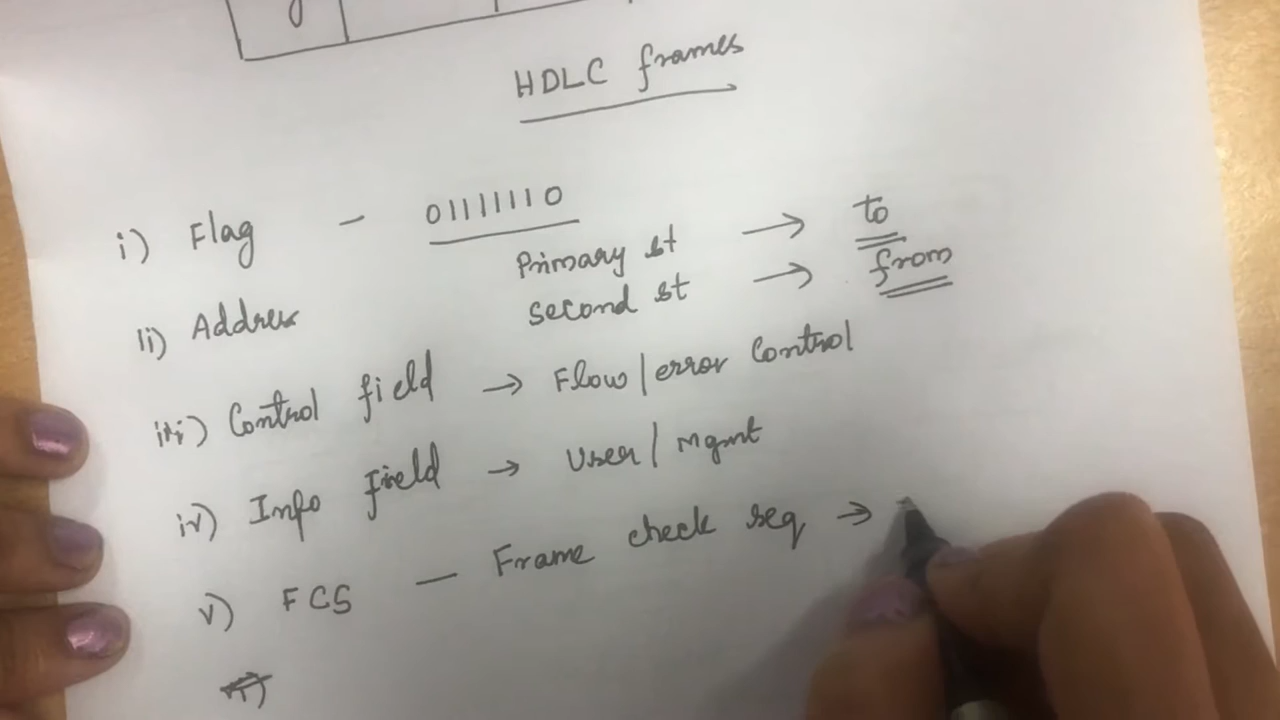 HDLC frames
i) Flag - 01111110
Primary st → to
ii) Address second st → from
iii) Control field → Flow/error Control
iv) Info Field → User/Mgmt
v) FCS - Frame check seq →